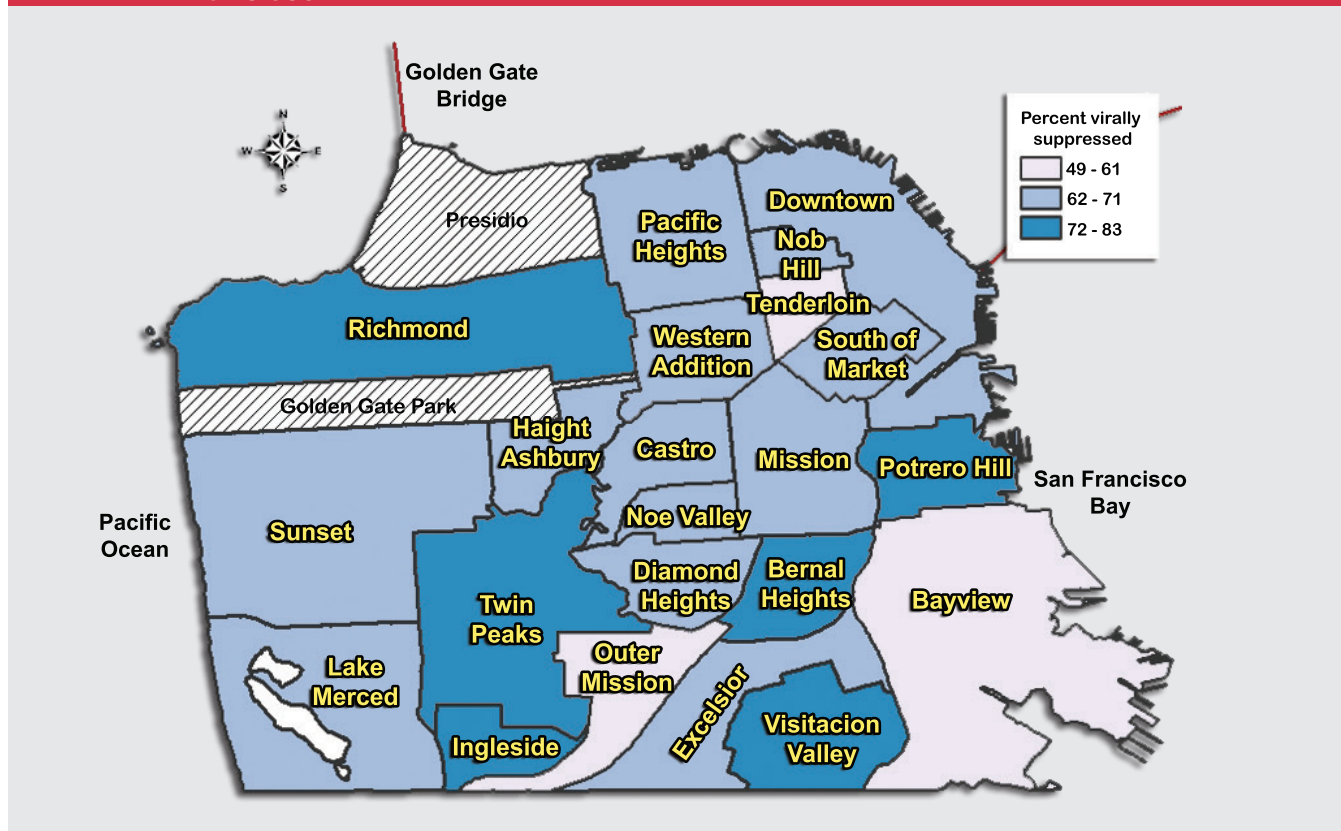 Golden Gate
Bridge
N
W
E
S
Percent virally
suppressed
49 - 61
62 - 71
72 - 83
Presidio
Pacific
Heights
Downtown
Nob
Hill
Tenderloin
Richmond
Western
Addition
South of
Market
Golden Gate Park
Haight
Ashbury
Castro
Mission
Potrero Hill
San Francisco
Bay
Pacific
Ocean
Sunset
Noe Valley
Diamond
Heights
Bernal
Heights
Bayview
Twin
Peaks
Outer
Mission
Lake
Merced
Excelsior
Visitacion
Valley
Ingleside